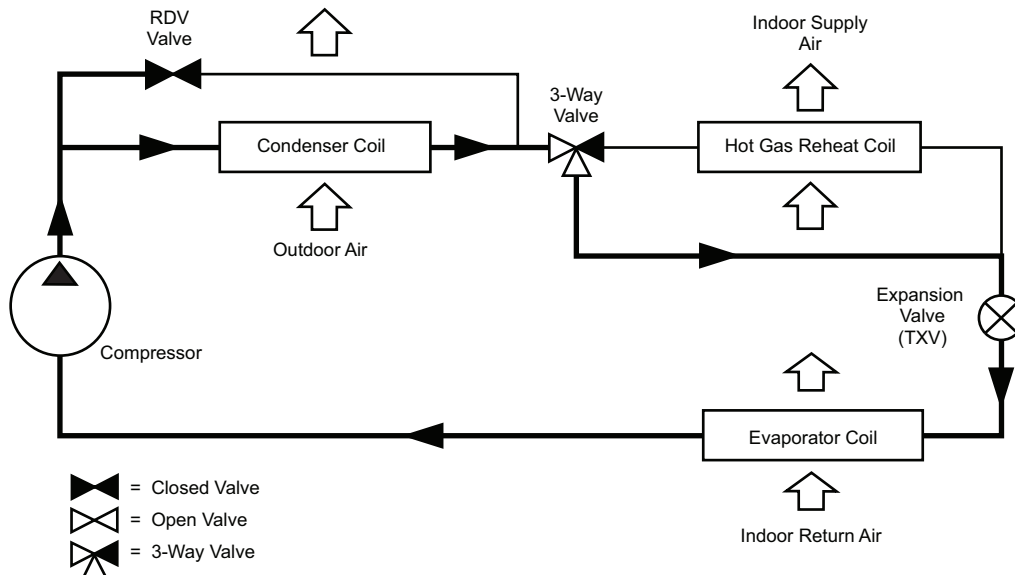 RDV
Valve
Indoor Supply
Air
3-Way
Valve
Condenser Coil
Hot Gas Reheat Coil
Outdoor Air
Expansion
Valve
(TXV)
Compressor
Evaporator Coil
= Closed Valve
= Open Valve
= 3-Way Valve
Indoor Return Air